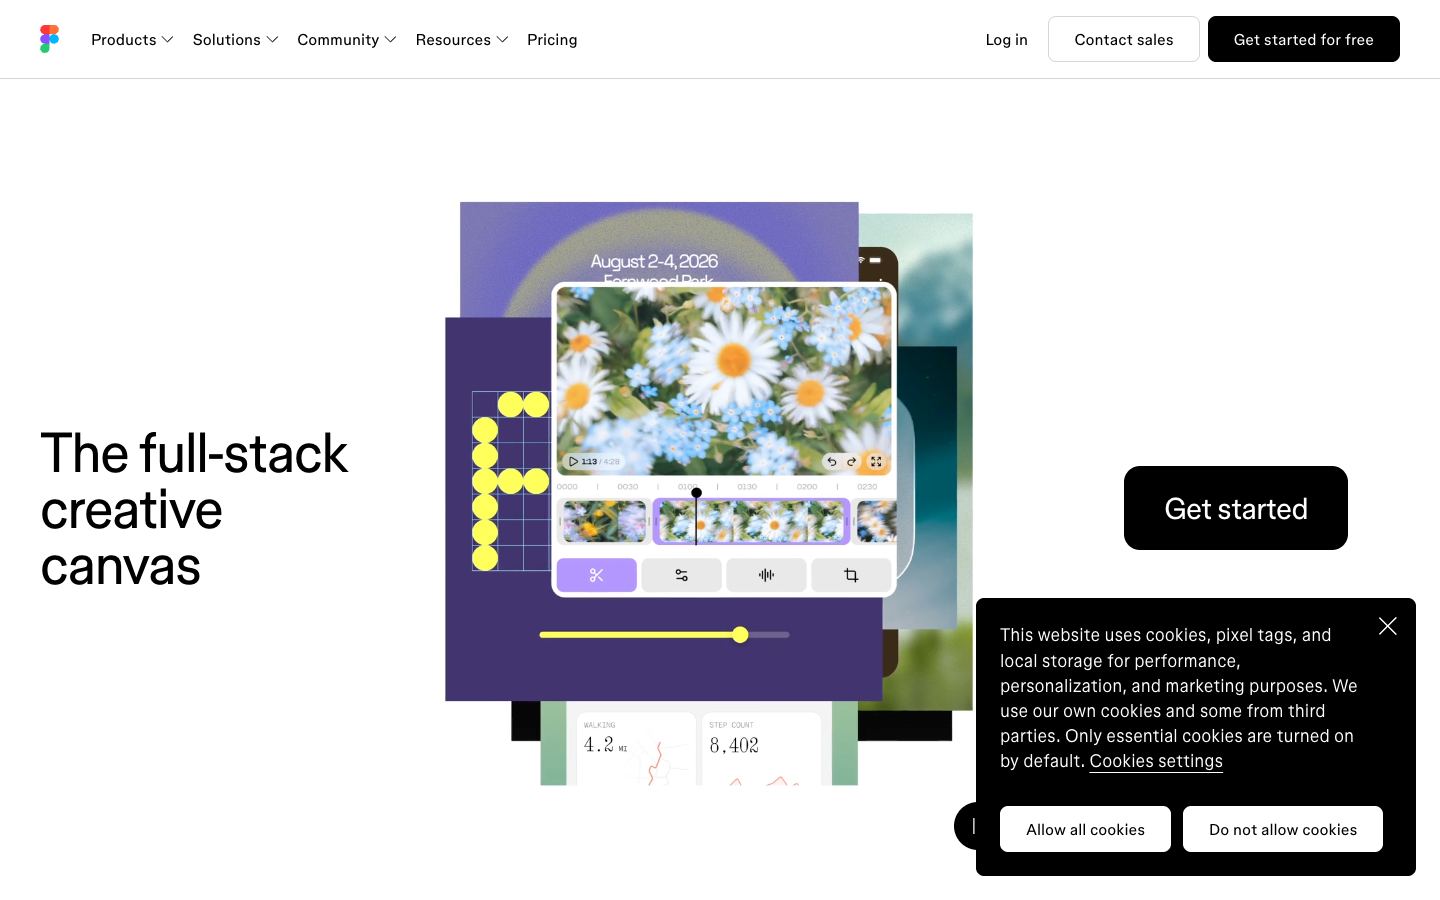 Products
Solutions
Community
Resources
Pricing
Log in
Contact sales
Get started for free
August 2-4, 2026
Fernwood Park
The full-stack
creative
canvas
1:13 / 4:28
0000 | 0030 | 0100 | 0130 | 0200 | 0230
WALKING
4.2 MI
STEP COUNT
8,402
Get started
This website uses cookies, pixel tags, and
local storage for performance,
personalization, and marketing purposes. We
use our own cookies and some from third
parties. Only essential cookies are turned on
by default. Cookies settings
Allow all cookies
Do not allow cookies